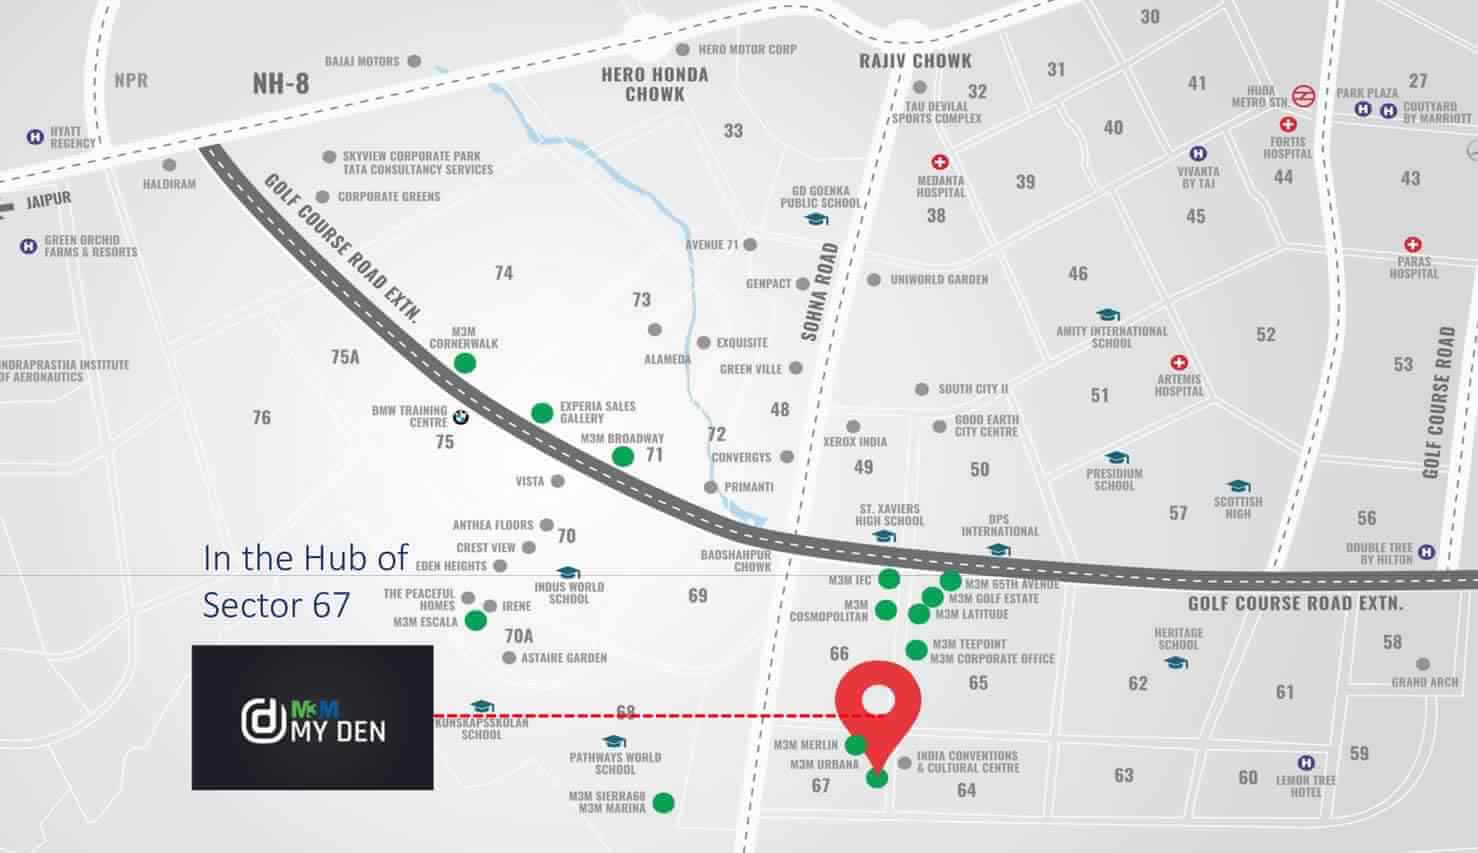 30
BAJAJ MOTORS
HERO MOTOR CORP
NPR
NH-8
HERO HONDA
CHOWK
RAJIV CHOWK
32
31
41
27
HUDA
METRO STN.
PARK PLAZA
COUTYARD
BY MARRIOTT
TAU DEVILAL
SPORTS COMPLEX
HYATT
REGENCY
33
40
FORTIS
HOSPITAL
SKYVIEW CORPORATE PARK
TATA CONSULTANCY SERVICES
HALDIRAM
MEDANTA
HOSPITAL
39
VIVANTA
BY TAJ
44
43
JAIPUR
CORPORATE GREENS
GD GOENKA
PUBLIC SCHOOL
38
45
GREEN ORCHID
FARMS & RESORTS
GOLF COURSE ROAD EXTN.
AVENUE 71
PARAS
HOSPITAL
74
GENPACT
SOHNA ROAD
UNIWORLD GARDEN
46
73
M3M
CORNERWALK
ALAMEDA
EXQUISITE
AMITY INTERNATIONAL
SCHOOL
52
75A
INDRAPRASTHA INSTITUTE
OF AERONAUTICS
GREEN VILLE
53
GOLF COURSE ROAD
ARTEMIS
HOSPITAL
SOUTH CITY II
51
76
BMW TRAINING
CENTRE
75
EXPERIA SALES
GALLERY
48
GOOD EARTH
CITY CENTRE
M3M BROADWAY
71
72
XEROX INDIA
CONVERGYS
49
50
PRESIDIUM
SCHOOL
VISTA
PRIMANTI
SCOTTISH
HIGH
57
56
ST. XAVIERS
HIGH SCHOOL
DPS
INTERNATIONAL
ANTHEA FLOORS
70
CREST VIEW
EDEN HEIGHTS
BADSHAHPUR
CHOWK
DOUBLE TREE
BY HILTON
In the Hub of
Sector 67
INDUS WORLD
SCHOOL
THE PEACEFUL
HOMES
IRENE
M3M ESCALA
69
M3M IFC
M3M 65TH AVENUE
M3M GOLF ESTATE
M3M
COSMOPOLITAN
M3M LATITUDE
GOLF COURSE ROAD EXTN.
70A
ASTAIRE GARDEN
66
M3M TEEPOINT
M3M CORPORATE OFFICE
HERITAGE
SCHOOL
58
GRAND ARCH
65
62
61
M3M
MY DEN
KUNSKAPSSKOLAN
SCHOOL
68
PATHWAYS WORLD
SCHOOL
M3M MERLIN
M3M URBANA
INDIA CONVENTIONS
& CULTURAL CENTRE
59
67
64
63
60
LEMON TREE
HOTEL
M3M SIERRA68
M3M MARINA